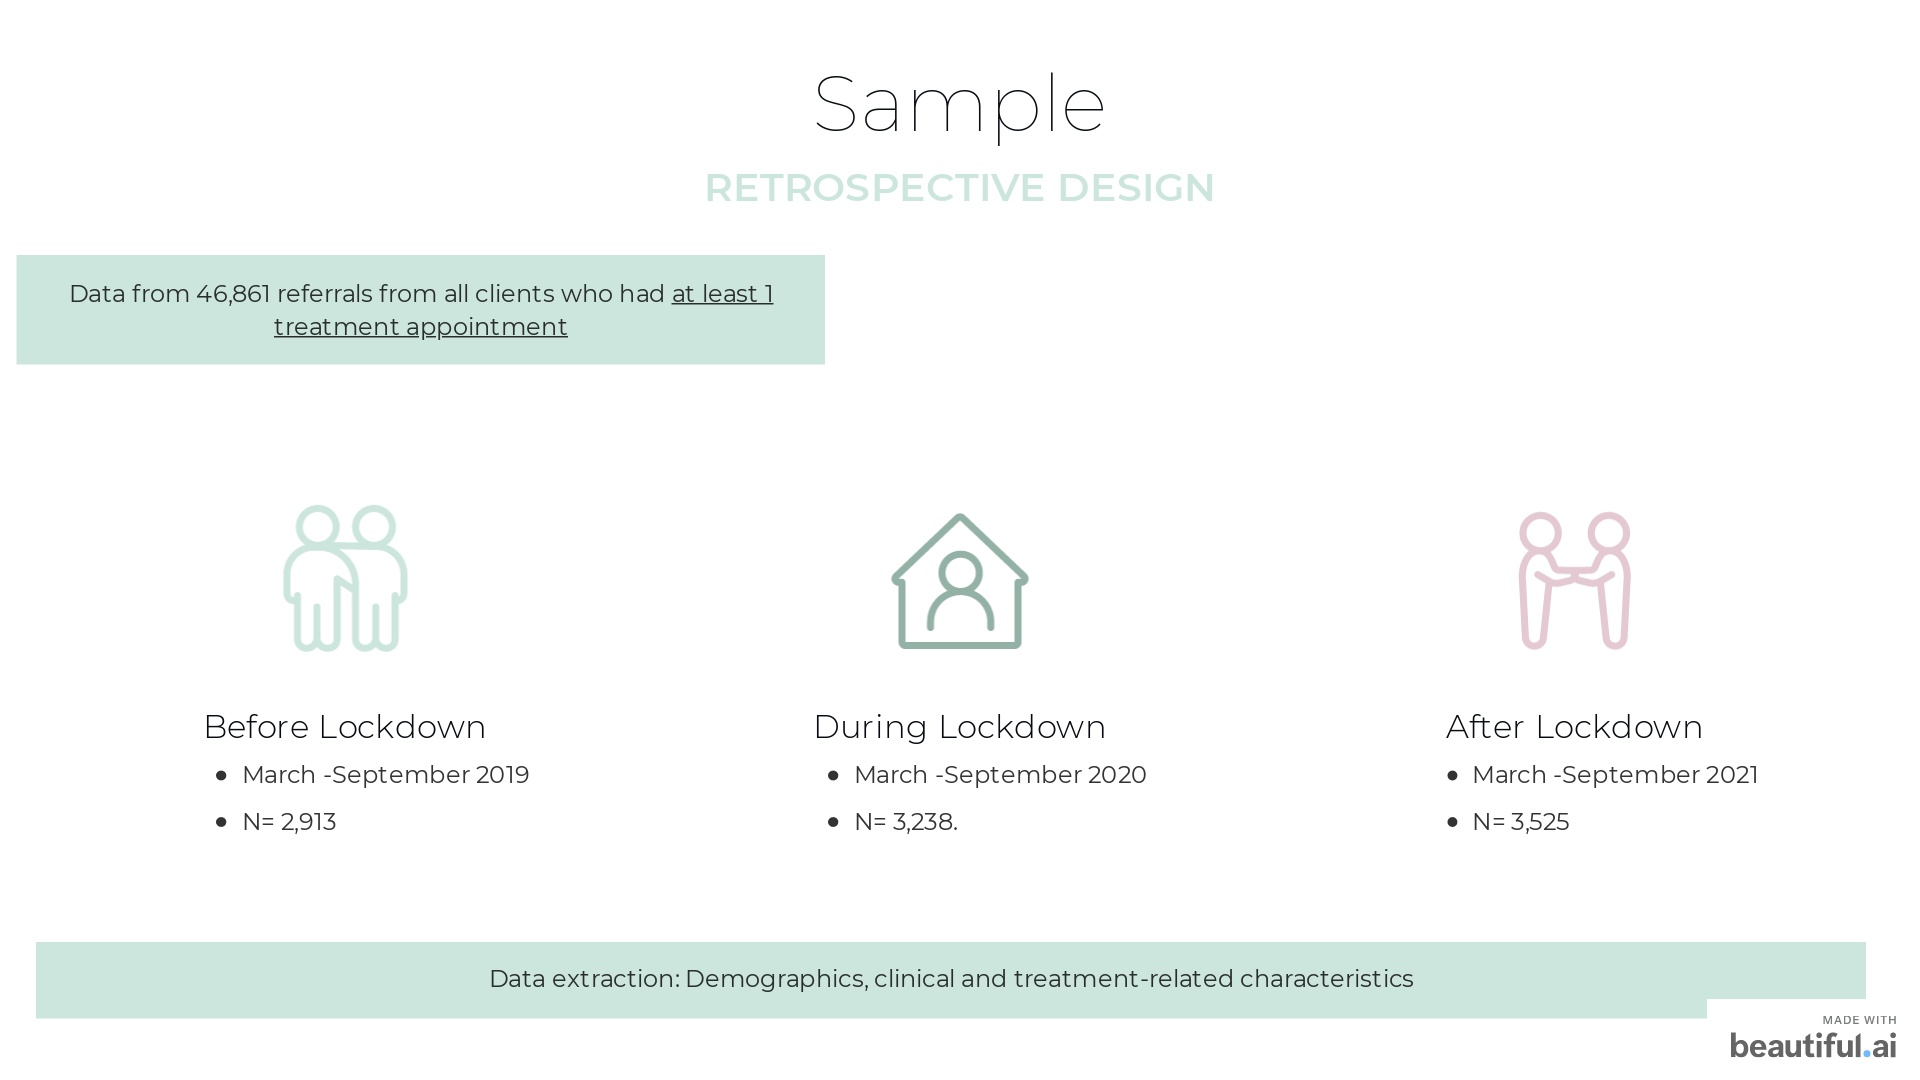 Sample
RETROSPECTIVE DESIGN
Data from 46,861 referrals from all clients who had at least 1
treatment appointment
Before Lockdown
● March -September 2019
● N= 2,913
During Lockdown
● March -September 2020
● N= 3,238.
After Lockdown
● March -September 2021
● N= 3,525
Data extraction: Demographics, clinical and treatment-related characteristics
MADE WITH
beautiful.ai